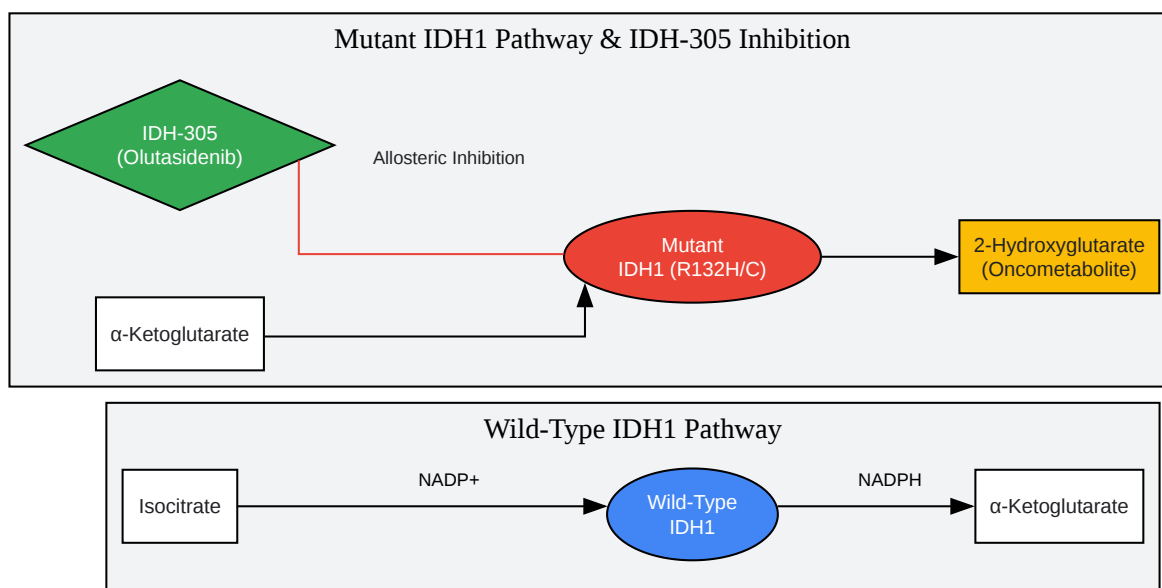 Mutant IDH1 Pathway & IDH-305 Inhibition
IDH-305
(Olutasidenib)
Allosteric Inhibition
Mutant
IDH1 (R132H/C)
2-Hydroxyglutarate
(Oncometabolite)
α-Ketoglutarate
Wild-Type IDH1 Pathway
Isocitrate
NADP+
Wild-Type
IDH1
NADPH
α-Ketoglutarate